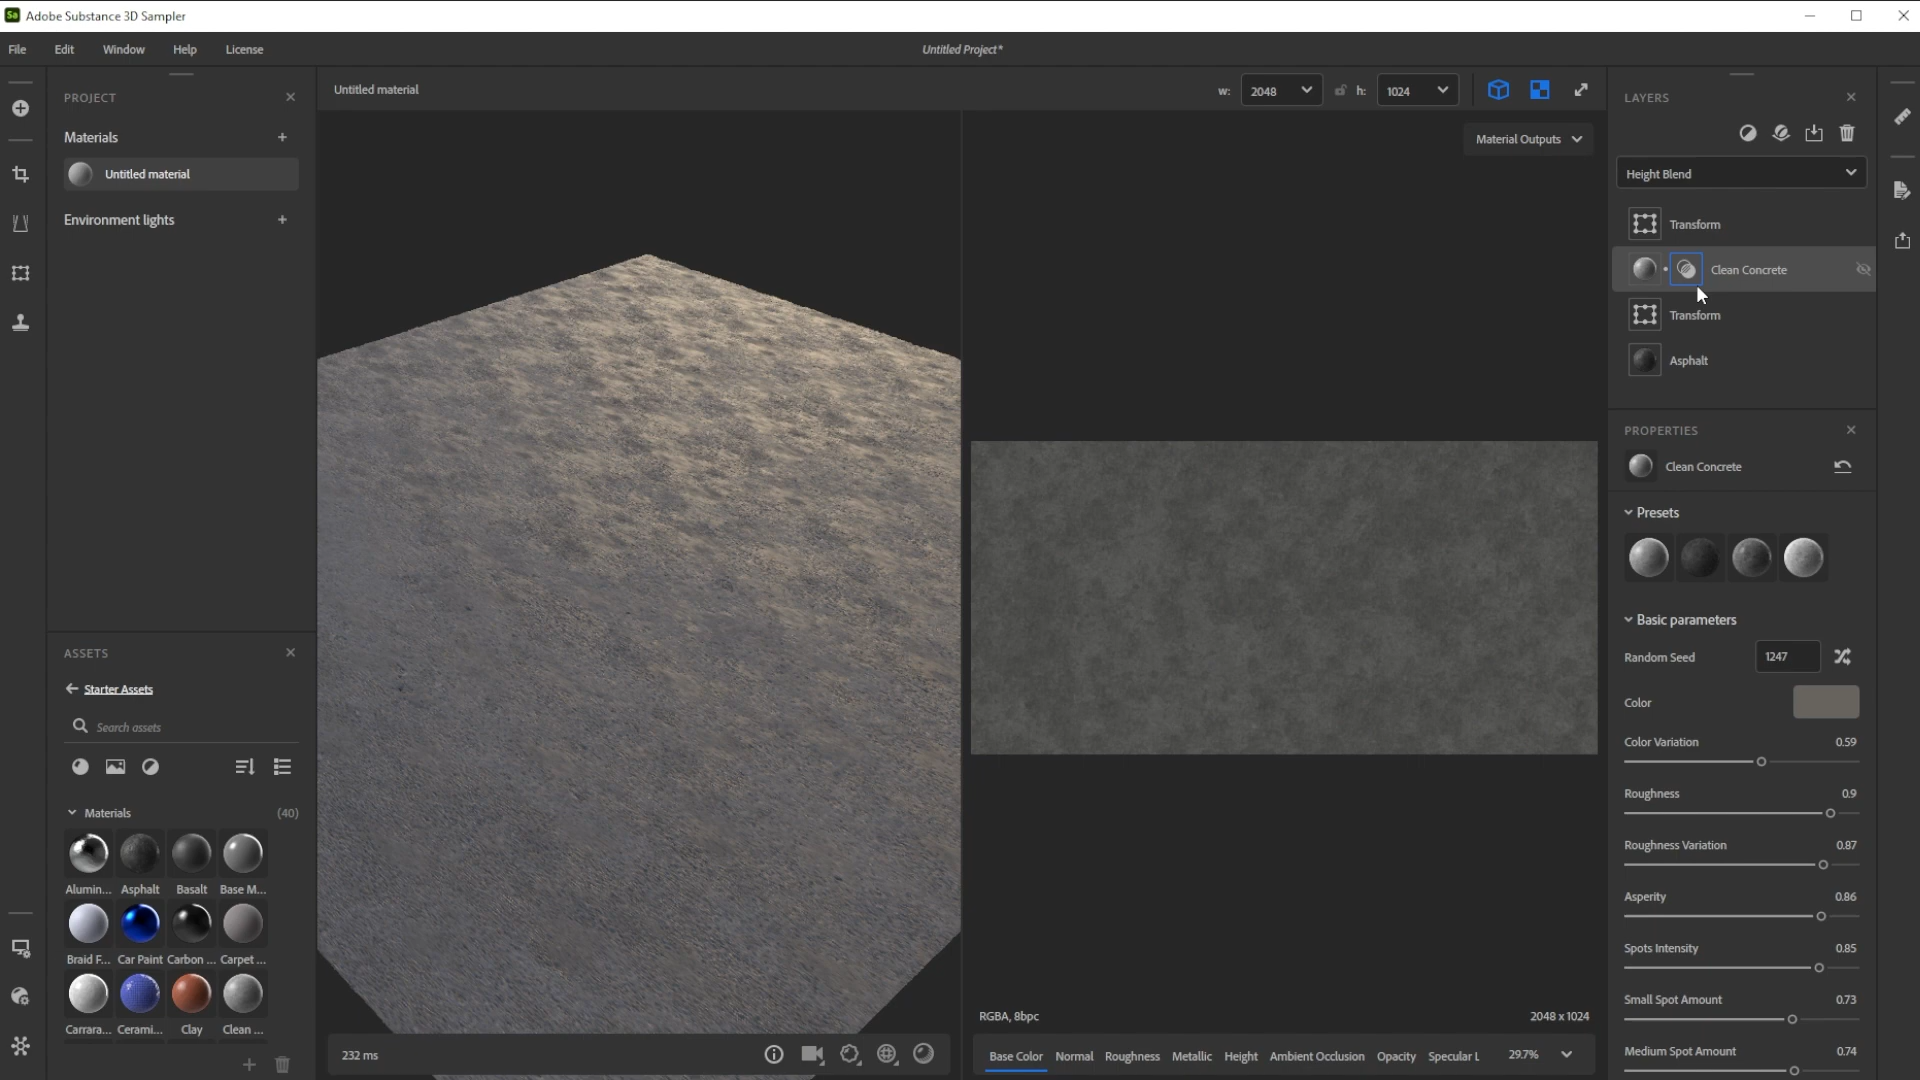 Sa Adobe Substance 3D Sampler
File Edit Window Help License
Untitled Project*
PROJECT
Materials
Untitled material
Environment lights
ASSETS
Starter Assets
Search assets
Materials (40)
Alumin... Asphalt Basalt Base M...
Braid F... Car Paint Carbon ... Carpet ...
Carrara... Cerami... Clay Clean ...
Untitled material
w: 2048 h: 1024
Material Outputs
232 ms
RGBA, 8bpc
2048 x 1024
Base Color Normal Roughness Metallic Height Ambient Occlusion Opacity Specular L 29.7%
LAYERS
Height Blend
Transform
Clean Concrete
Transform
Asphalt
PROPERTIES
Clean Concrete
Presets
Basic parameters
Random Seed 1247
Color
Color Variation 0.59
Roughness 0.9
Roughness Variation 0.87
Asperity 0.86
Spots Intensity 0.85
Small Spot Amount 0.73
Medium Spot Amount 0.74